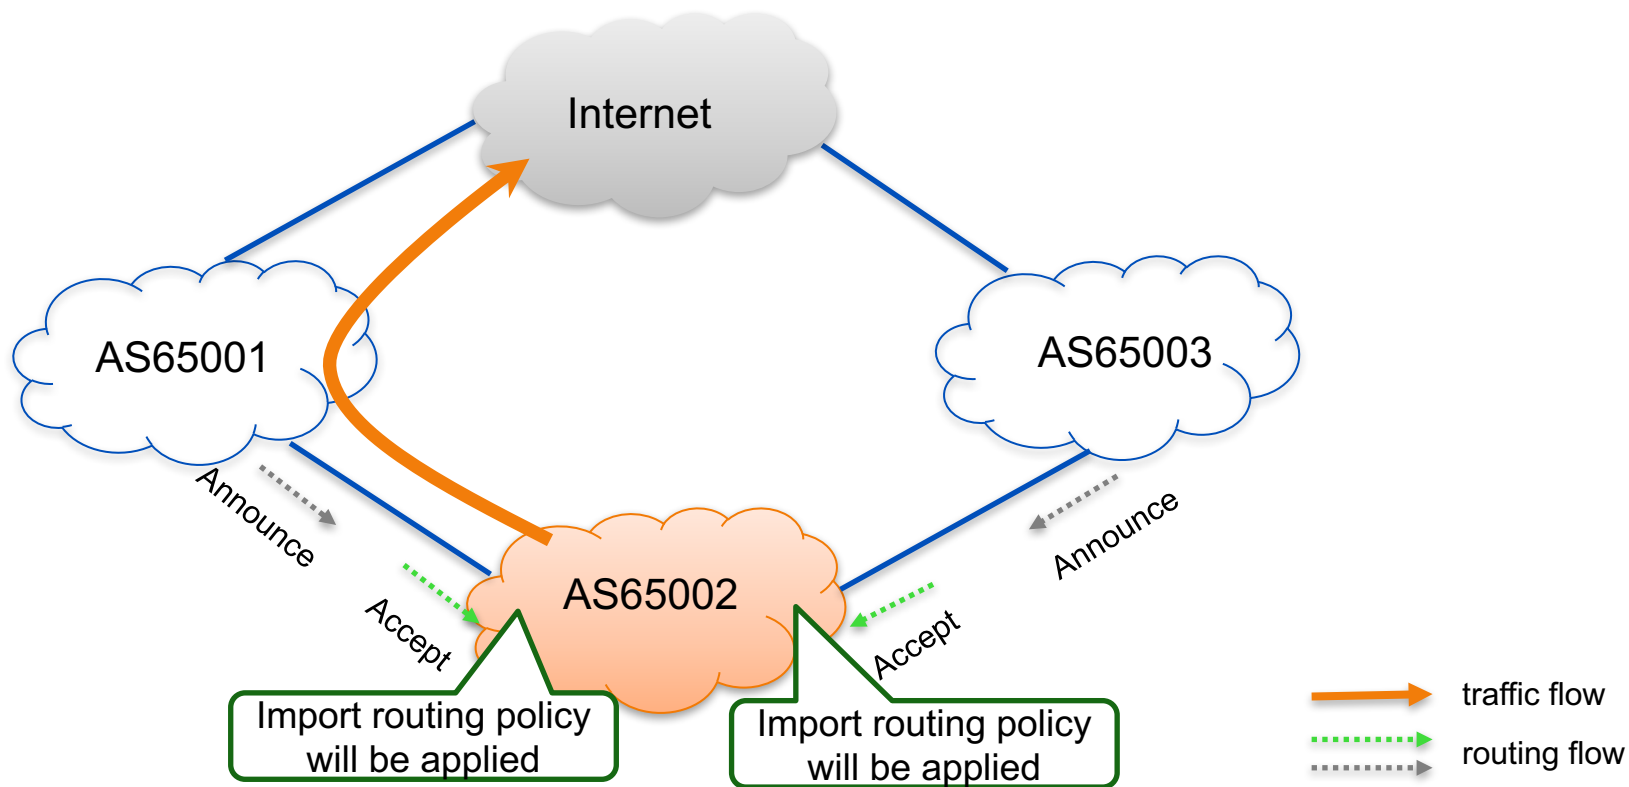 Internet
AS65001
AS65003
Announce
Announce
AS65002
Accept
Accept
Import routing policy
will be applied
Import routing policy
will be applied
traffic flow
routing flow